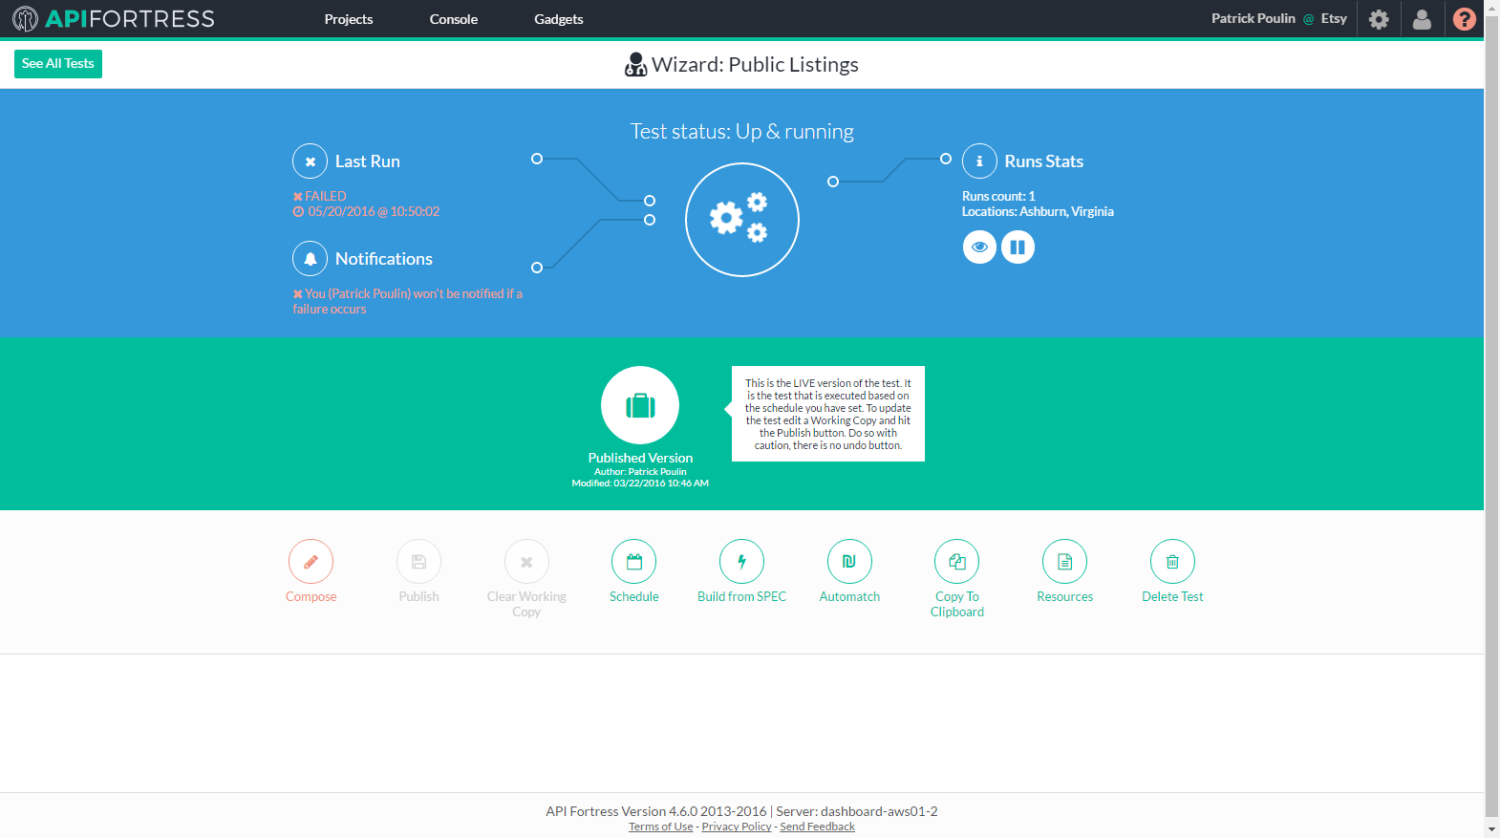 APIFORTRESS
Projects
Console
Gadgets
Patrick Poulin @ Etsy
See All Tests
Wizard: Public Listings
Test status: Up & running
Last Run
FAILED
05/20/2016 @ 10:50:02
Notifications
You (Patrick Poulin) won't be notified if a
failure occurs
Runs Stats
Runs count: 1
Locations: Ashburn, Virginia
Published Version
Author: Patrick Poulin
Modified: 03/22/2016 10:46 AM
This is the LIVE version of the test. It
is the test that is executed based on
the schedule you have set. To update
the test edit a Working Copy and hit
the Publish button. Do so with
caution, there is no undo button.
Compose
Publish
Clear Working
Copy
Schedule
Build from SPEC
Automatch
Copy To
Clipboard
Resources
Delete Test
API Fortress Version 4.6.0 2013-2016 | Server: dashboard-aws01-2
Terms of Use - Privacy Policy - Send Feedback